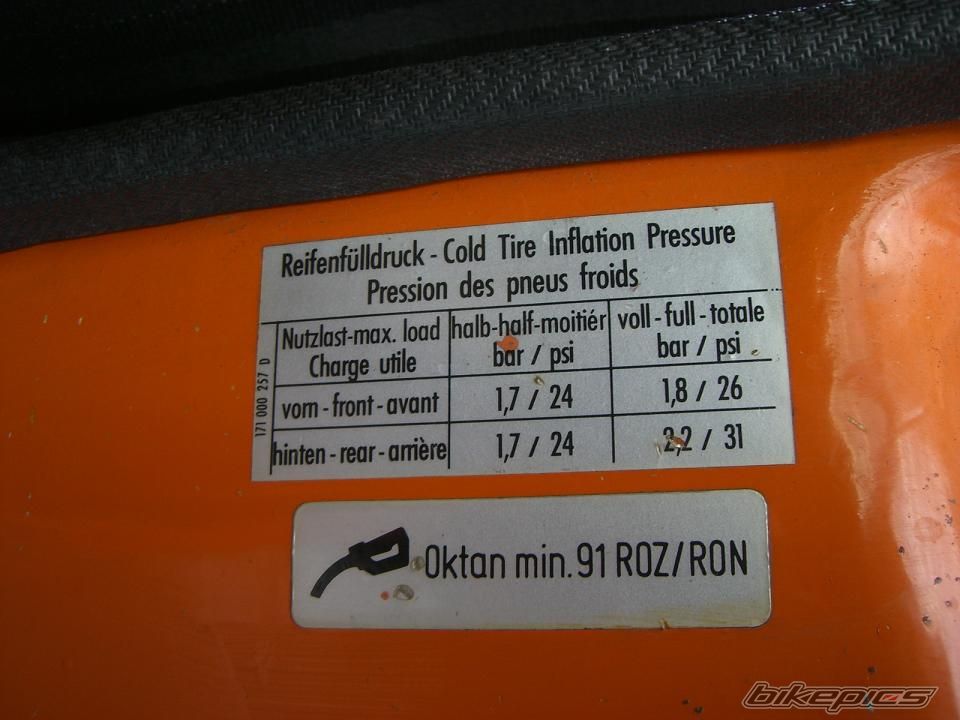 Reifenfülldruck - Cold Tire Inflation Pressure
Pression des pneus froids
Nutzlast-max. load halb-half-moitiér voll-full-totale
Charge utile bar / psi bar / psi
vorn-front-avant 1,7 / 24 1,8 / 26
hinten-rear-arrière 1,7 / 24 2,2 / 31
171 000 257 D
Oktan min. 91 ROZ/RON
bikepics